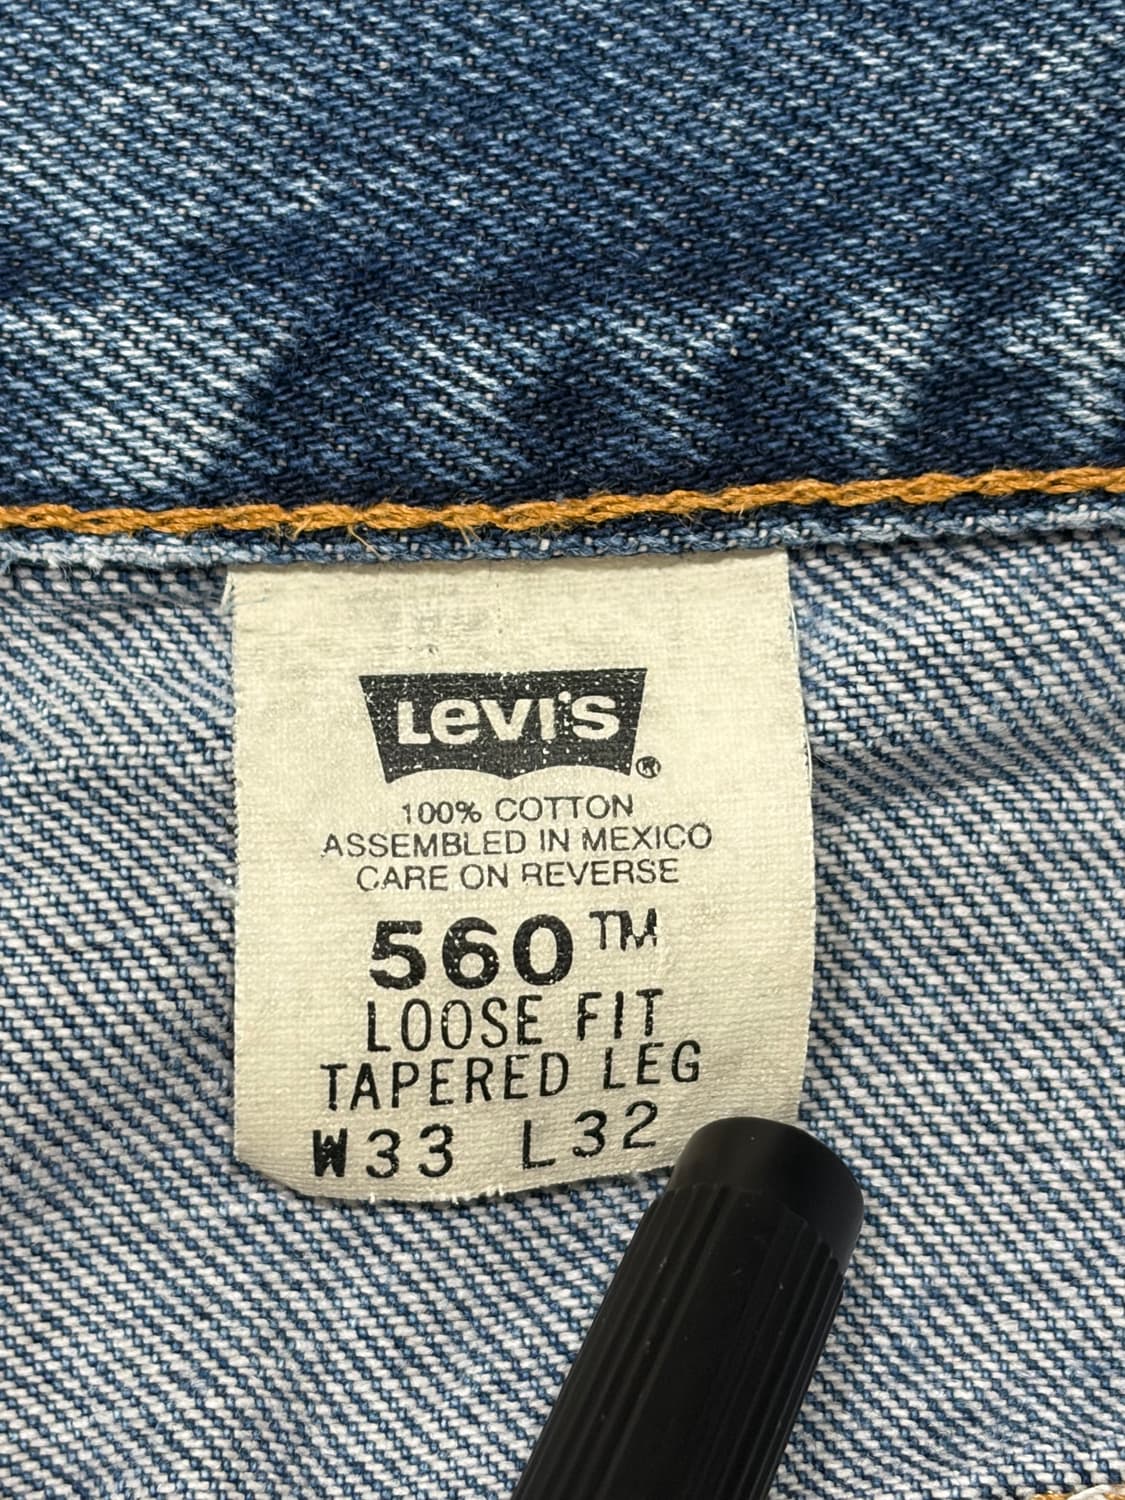 Levi's ®
100% COTTON
ASSEMBLED IN MEXICO
CARE ON REVERSE
560™
LOOSE FIT
TAPERED LEG
W33 L32